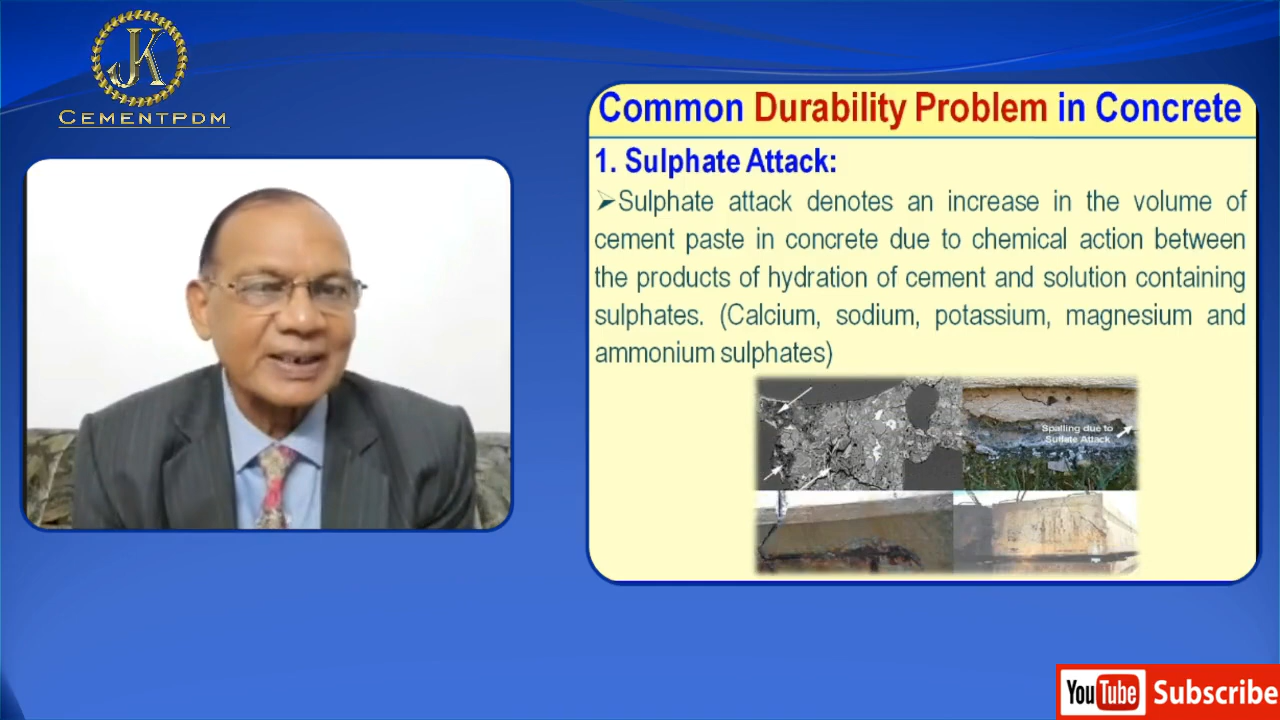 JK
CEMENTPDM
Common Durability Problem in Concrete
1. Sulphate Attack:
➢Sulphate attack denotes an increase in the volume of
cement paste in concrete due to chemical action between
the products of hydration of cement and solution containing
sulphates. (Calcium, sodium, potassium, magnesium and
ammonium sulphates)
Spalling due to
Sulfate Attack
YouTube Subscribe